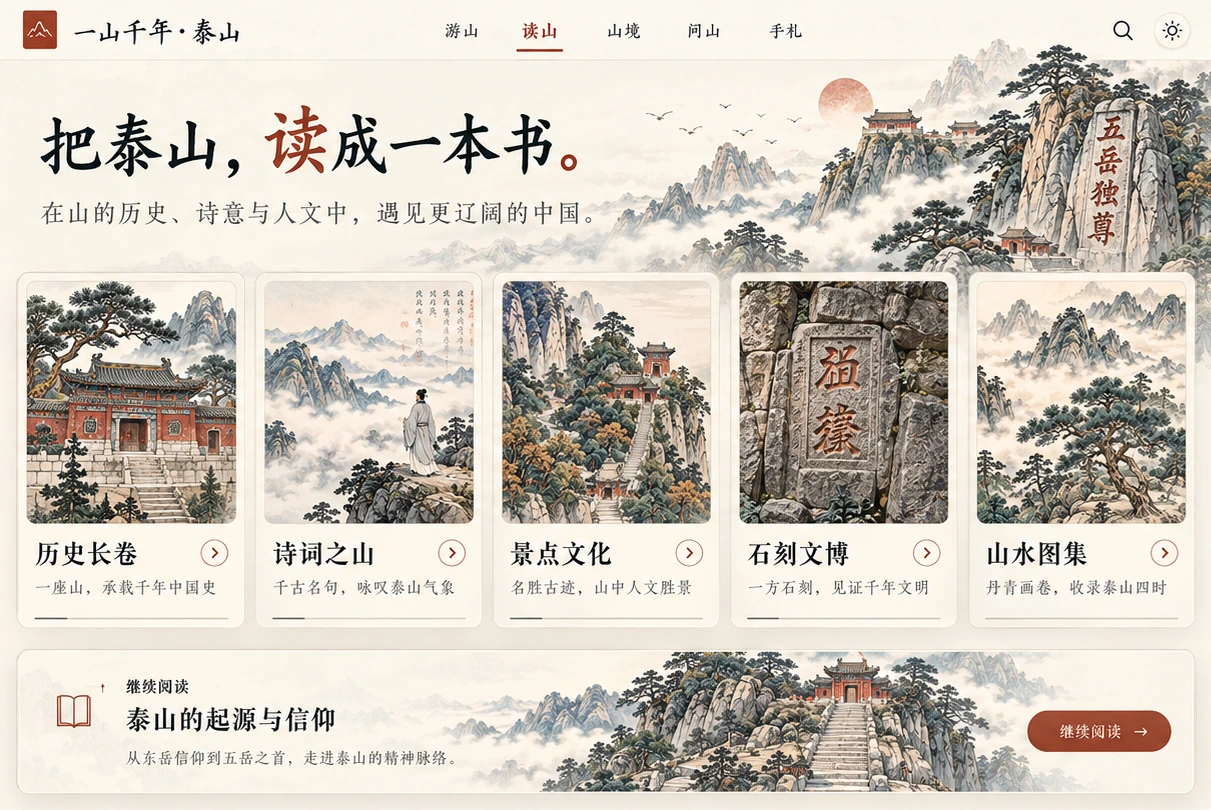 一山千年·泰山
游山
读山
山境
问山
手札
把泰山，读成一本书。
在山的历史、诗意与人文中，遇见更辽阔的中国。
五岳独尊
历史长卷
一座山，承载千年中国史
诗词之山
千古名句，咏叹泰山气象
景点文化
名胜古迹，山中人文胜景
石刻文博
一方石刻，见证千年文明
山水图集
丹青画卷，收录泰山四时
继续阅读
泰山的起源与信仰
从东岳信仰到五岳之首，走进泰山的精神脉络。
继续阅读 →